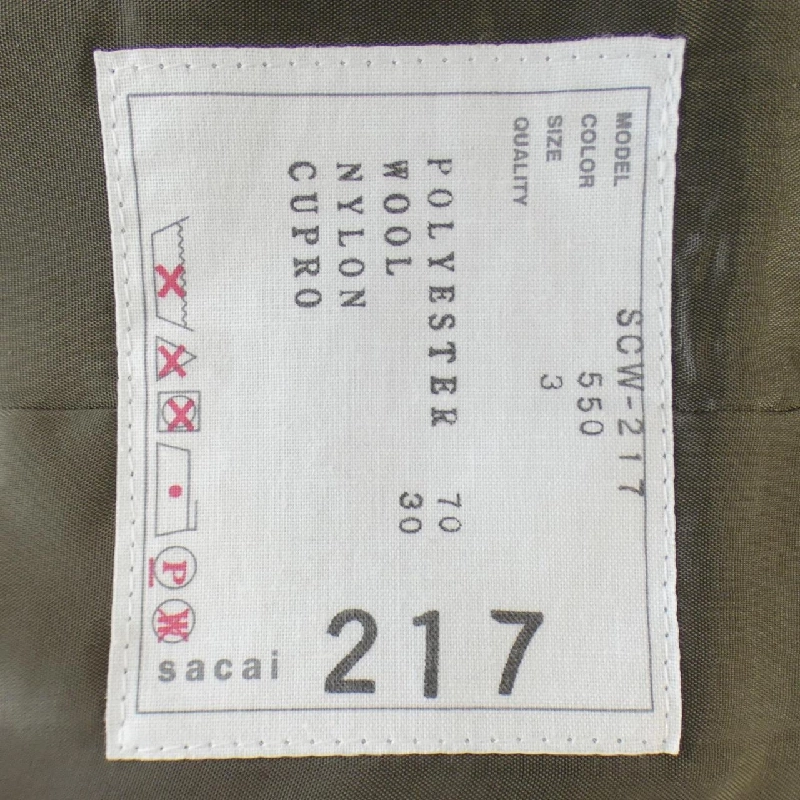 MODEL SCW-217
COLOR 550
SIZE 3
QUALITY
POLYESTER 70
WOOL 30
NYLON
CUPRO
P
W
sacai
217